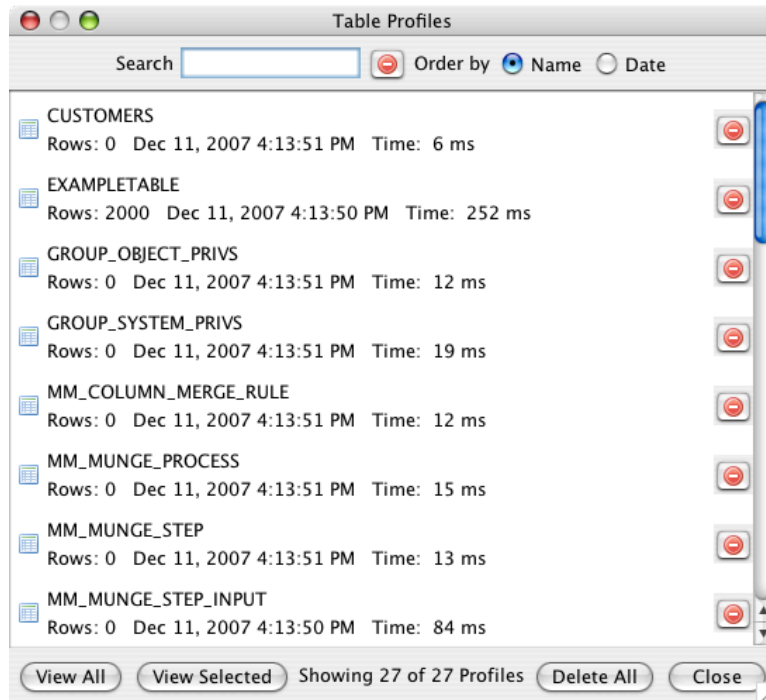 Table Profiles
Search Order by Name Date
CUSTOMERS
Rows: 0 Dec 11, 2007 4:13:51 PM Time: 6 ms
EXAMPLETABLE
Rows: 2000 Dec 11, 2007 4:13:50 PM Time: 252 ms
GROUP_OBJECT_PRIVS
Rows: 0 Dec 11, 2007 4:13:51 PM Time: 12 ms
GROUP_SYSTEM_PRIVS
Rows: 0 Dec 11, 2007 4:13:51 PM Time: 19 ms
MM_COLUMN_MERGE_RULE
Rows: 0 Dec 11, 2007 4:13:51 PM Time: 12 ms
MM_MUNGE_PROCESS
Rows: 0 Dec 11, 2007 4:13:51 PM Time: 15 ms
MM_MUNGE_STEP
Rows: 0 Dec 11, 2007 4:13:51 PM Time: 13 ms
MM_MUNGE_STEP_INPUT
Rows: 0 Dec 11, 2007 4:13:50 PM Time: 84 ms
View All View Selected Showing 27 of 27 Profiles Delete All Close